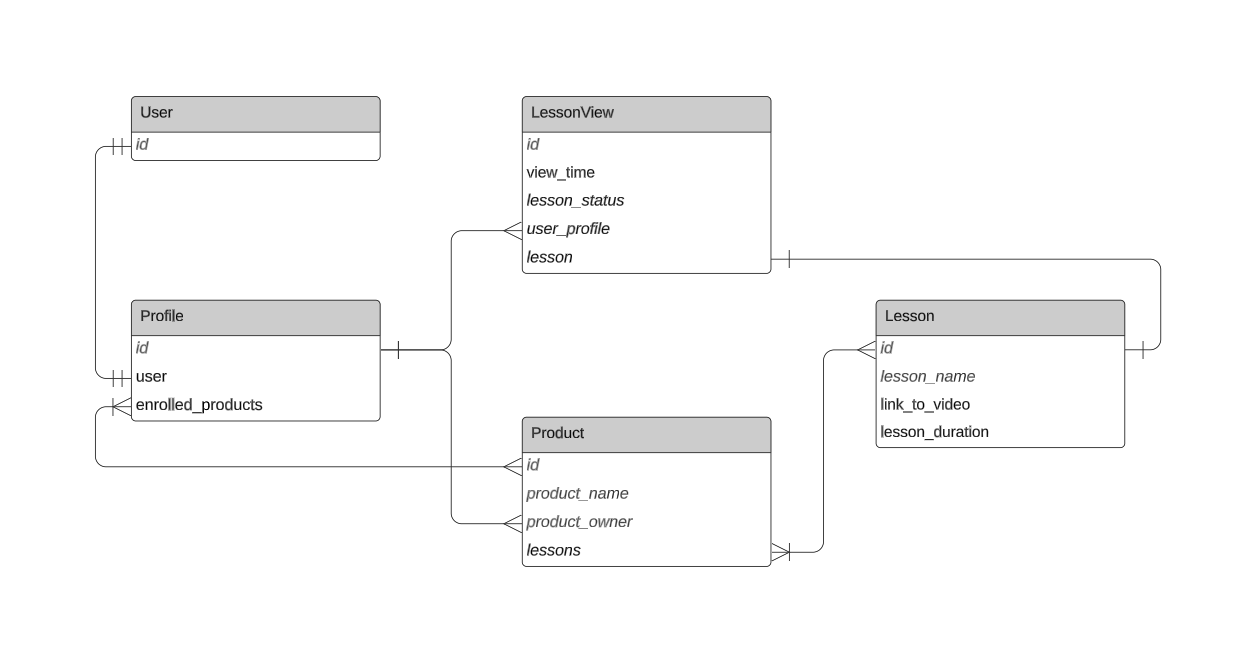 User
id
LessonView
id
view_time
lesson_status
user_profile
lesson
Profile
id
user
enrolled_products
Lesson
id
lesson_name
link_to_video
lesson_duration
Product
id
product_name
product_owner
lessons